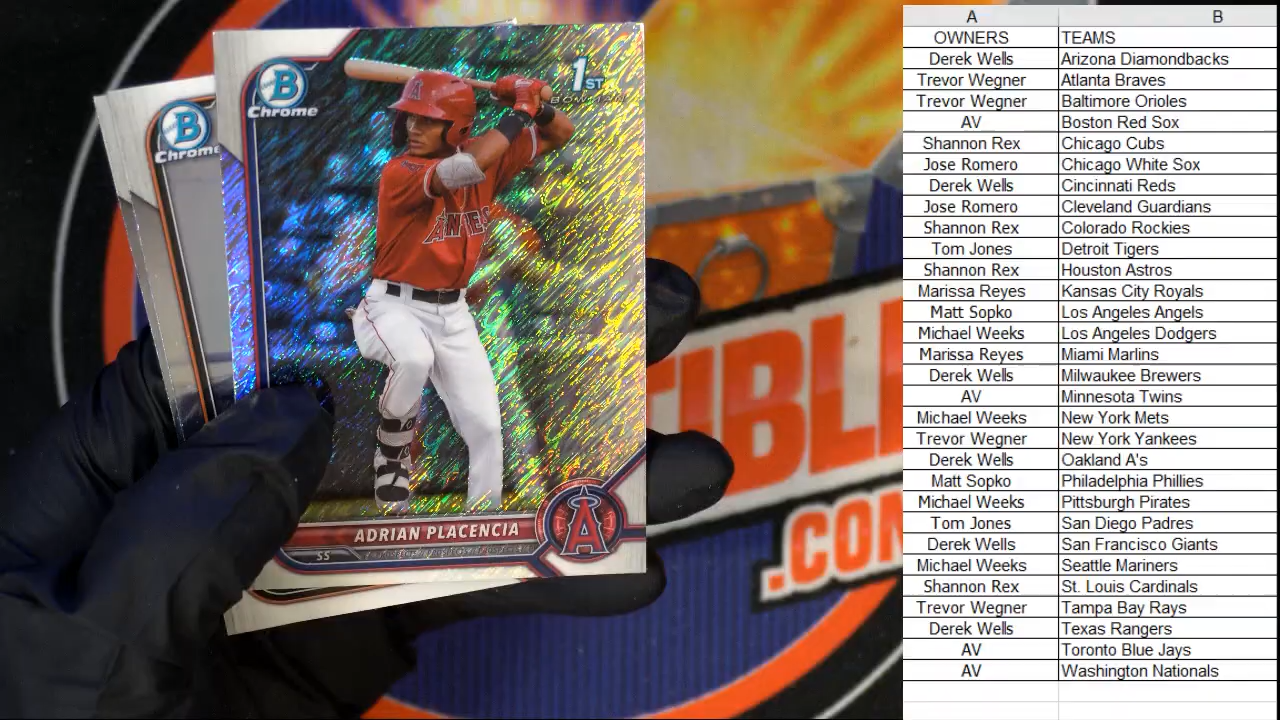 B
Chrome
B
Chrome
1ST
BOWMAN
ANGELS
ADRIAN PLACENCIA
SS
A
TIBL
.COM
A B
OWNERS TEAMS
Derek Wells Arizona Diamondbacks
Trevor Wegner Atlanta Braves
Trevor Wegner Baltimore Orioles
AV Boston Red Sox
Shannon Rex Chicago Cubs
Jose Romero Chicago White Sox
Derek Wells Cincinnati Reds
Jose Romero Cleveland Guardians
Shannon Rex Colorado Rockies
Tom Jones Detroit Tigers
Shannon Rex Houston Astros
Marissa Reyes Kansas City Royals
Matt Sopko Los Angeles Angels
Michael Weeks Los Angeles Dodgers
Marissa Reyes Miami Marlins
Derek Wells Milwaukee Brewers
AV Minnesota Twins
Michael Weeks New York Mets
Trevor Wegner New York Yankees
Derek Wells Oakland A's
Matt Sopko Philadelphia Phillies
Michael Weeks Pittsburgh Pirates
Tom Jones San Diego Padres
Derek Wells San Francisco Giants
Michael Weeks Seattle Mariners
Shannon Rex St. Louis Cardinals
Trevor Wegner Tampa Bay Rays
Derek Wells Texas Rangers
AV Toronto Blue Jays
AV Washington Nationals